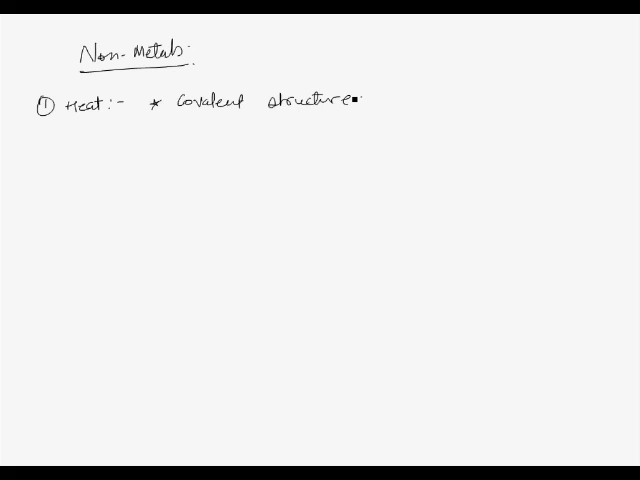 Non-Metals:
① Heat:- * Covalent structure.